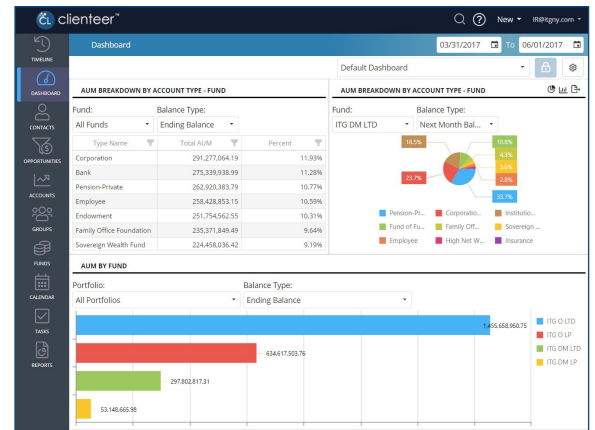 CL clienteer™
? New IR@itgny.com
Dashboard 03/31/2017 To 06/01/2017
Default Dashboard
TIMELINE
DASHBOARD
CONTACTS
OPPORTUNITIES
ACCOUNTS
GROUPS
FUNDS
CALENDAR
TASKS
REPORTS
AUM BREAKDOWN BY ACCOUNT TYPE - FUND
Fund: Balance Type:
All Funds Ending Balance
Type Name Total AUM Percent
Corporation 291,277,064.19 11.93%
Bank 275,339,938.99 11.28%
Pension-Private 262,920,383.79 10.77%
Employee 258,428,853.15 10.59%
Endowment 251,754,562.55 10.31%
Family Office Foundation 235,371,849.49 9.64%
Sovereign Wealth Fund 224,458,036.42 9.19%
AUM BREAKDOWN BY ACCOUNT TYPE - FUND
Fund: Balance Type:
ITG DM LTD Next Month Bal...
18.5% 10.8%
4.3%
3.6%
23.7% 2.8%
33.7%
Pension-Pr... Corporatio... Institutio...
Fund of Fu... Family Off... Sovereign ...
Employee High Net W... Insurance
AUM BY FUND
Portfolio: Balance Type:
All Portfolios Ending Balance
1,455,658,950.75
634,617,503.76
297,802,817.31
53,148,665.98
ITG O LTD
ITG O LP
ITG DM LTD
ITG DM LP